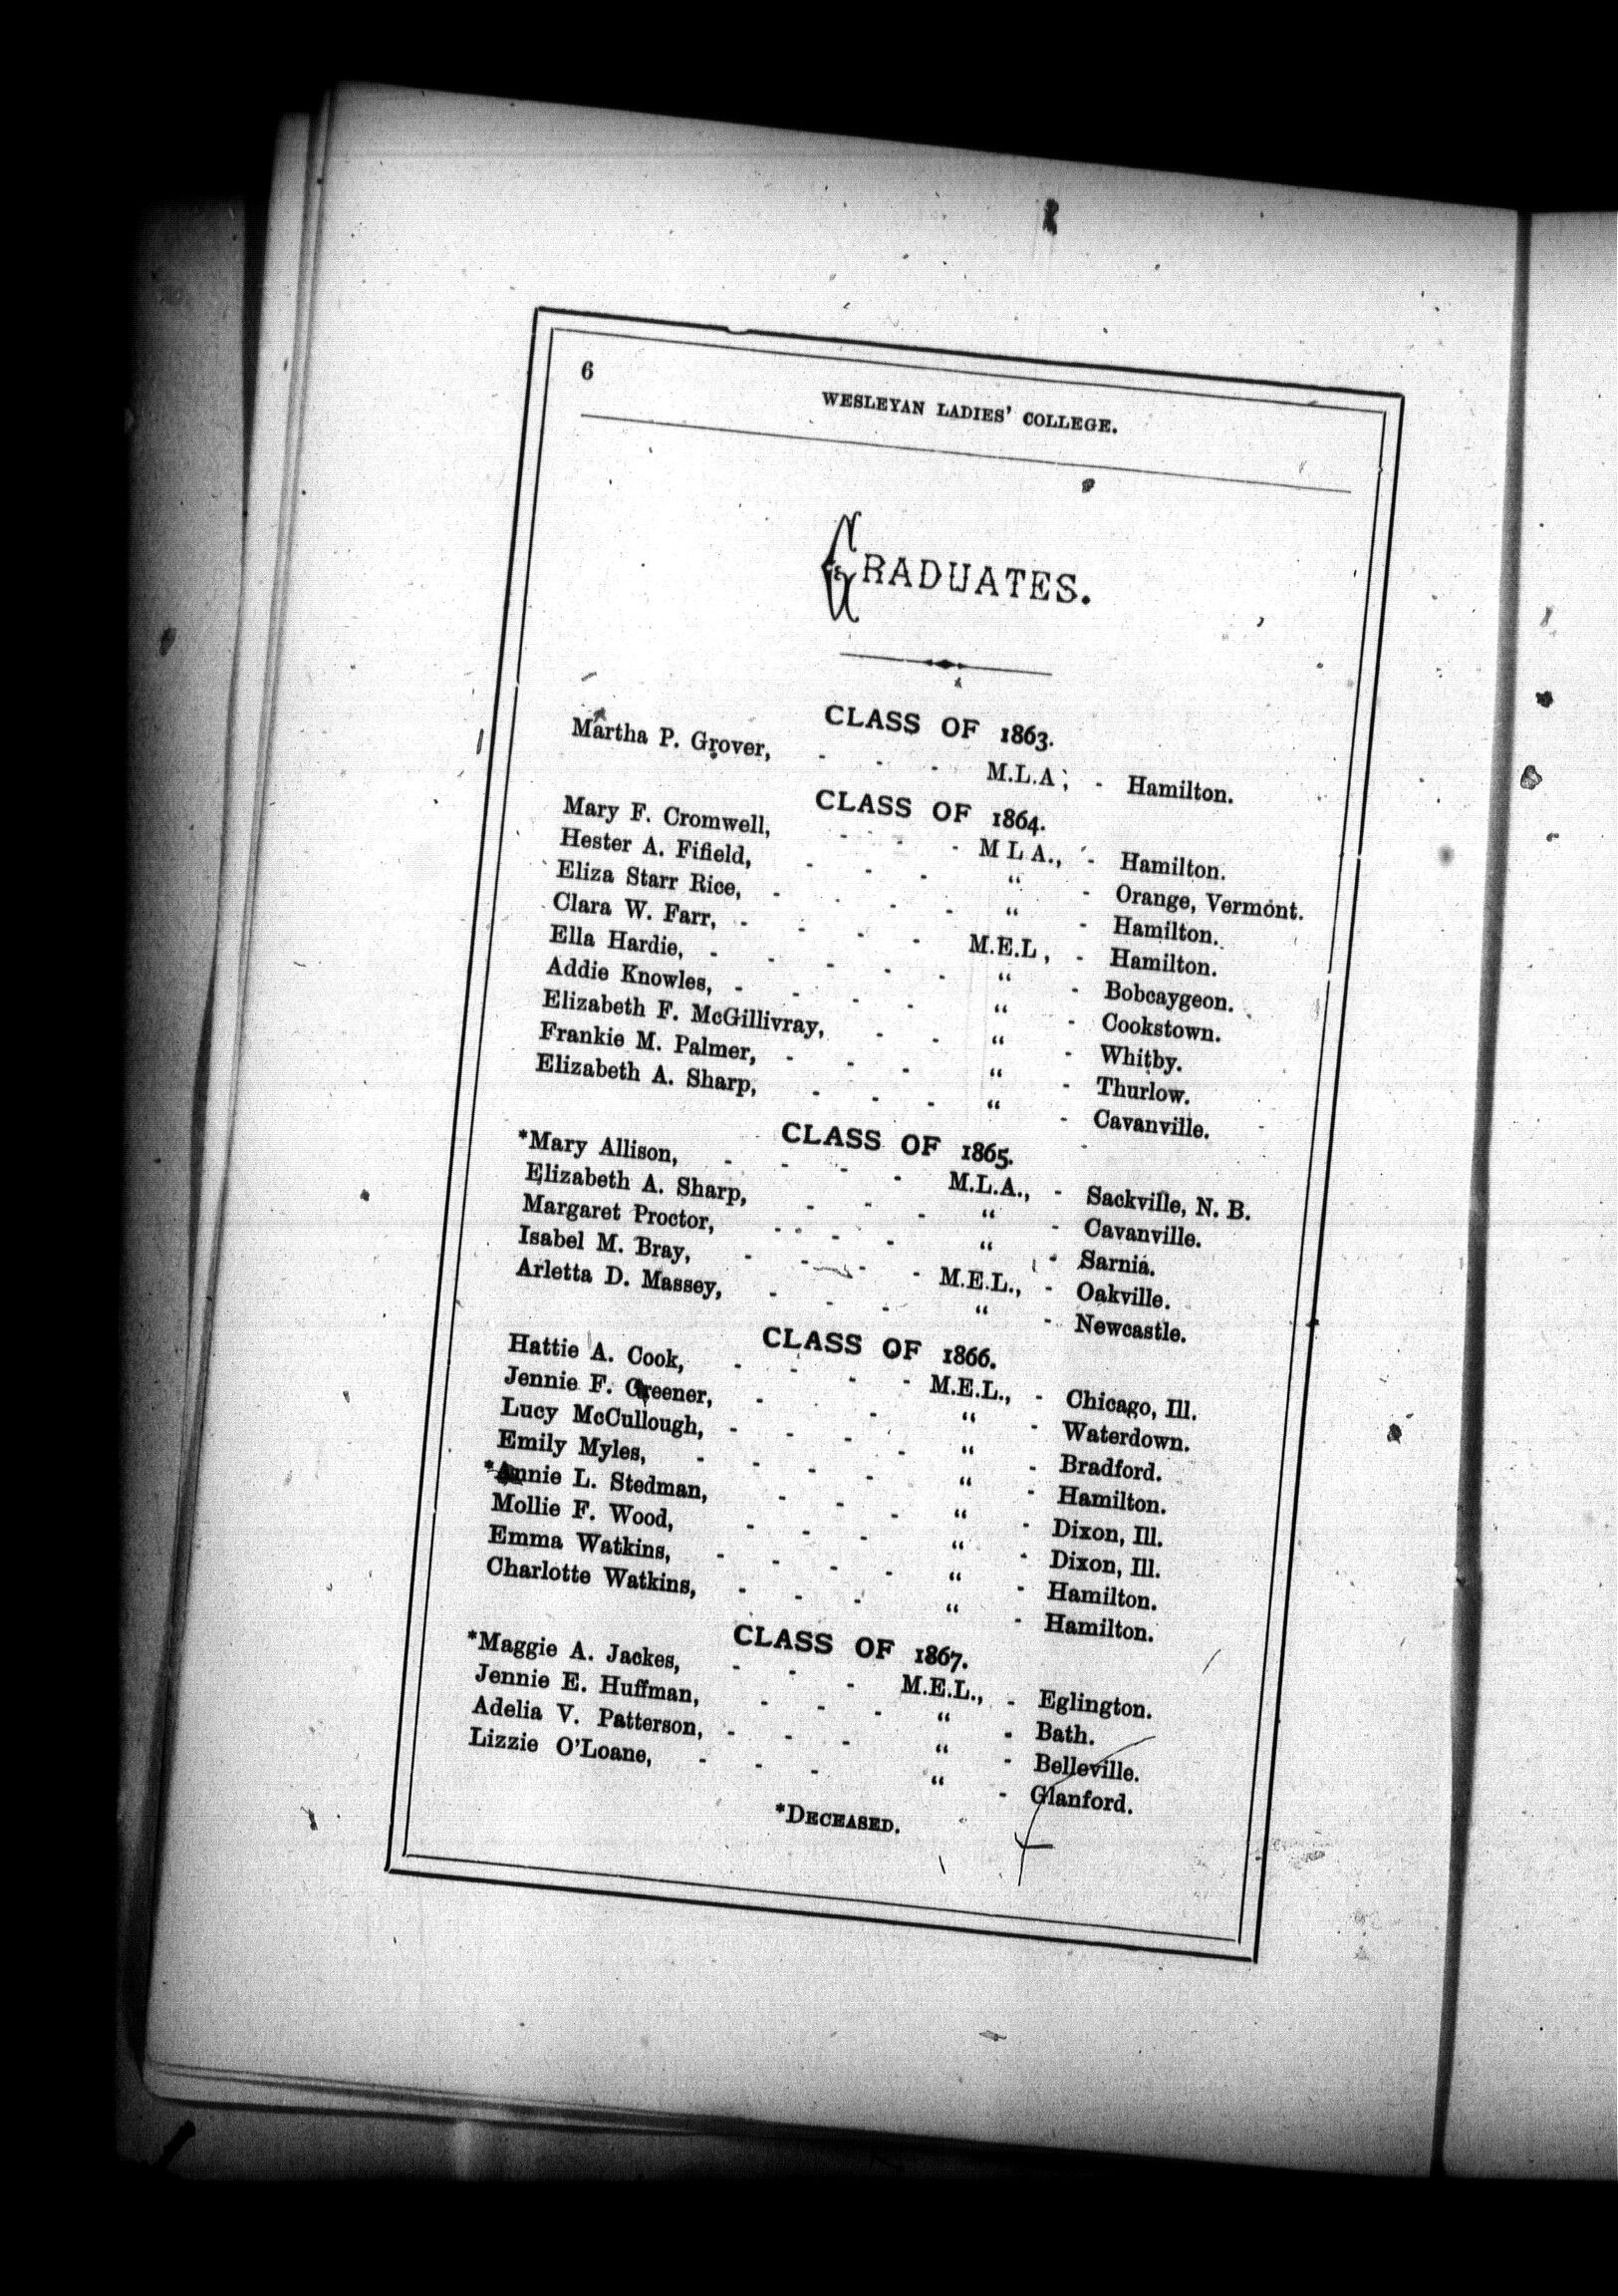 6
WESLEYAN LADIES' COLLEGE.
GRADUATES.
CLASS OF 1863.
Martha P. Grover, - - - M.L.A., - Hamilton.
CLASS OF 1864.
Mary F. Cromwell, - - - M L A., - Hamilton.
Hester A. Fifield, - - - “ - Orange, Vermont.
Eliza Starr Rice, - - - - “ - Hamilton.
Clara W. Farr, - - - - M.E.L, - Hamilton.
Ella Hardie, - - - - - “ - Bobcaygeon.
Addie Knowles, - - - - “ - Cookstown.
Elizabeth F. McGillivray, - - “ - Whitby.
Frankie M. Palmer, - - - “ - Thurlow.
Elizabeth A. Sharp, - - - “ - Cavanville.
CLASS OF 1865.
*Mary Allison, - - - - M.L.A., - Sackville, N. B.
Elizabeth A. Sharp, - - - “ - Cavanville.
Margaret Proctor, - - - “ - Sarnia.
Isabel M. Bray, - - - - M.E.L., - Oakville.
Arletta D. Massey, - - - “ - Newcastle.
CLASS OF 1866.
Hattie A. Cook, - - - - M.E.L., - Chicago, Ill.
Jennie F. Greener, - - “ - Waterdown.
Lucy McCullough, - - - - “ - Bradford.
Emily Myles, - - - - “ - Hamilton.
*Annie L. Stedman, - - - “ - Dixon, Ill.
Mollie F. Wood, - - - “ - Dixon, Ill.
Emma Watkins, - - - - “ - Hamilton.
Charlotte Watkins, - - - “ - Hamilton.
CLASS OF 1867.
*Maggie A. Jackes, - - - M.E.L., - Eglington.
Jennie E. Huffman, - - - “ - Bath.
Adelia V. Patterson, - - - “ - Belleville.
Lizzie O'Loane, - - - “ - Glanford.
*DECEASED.